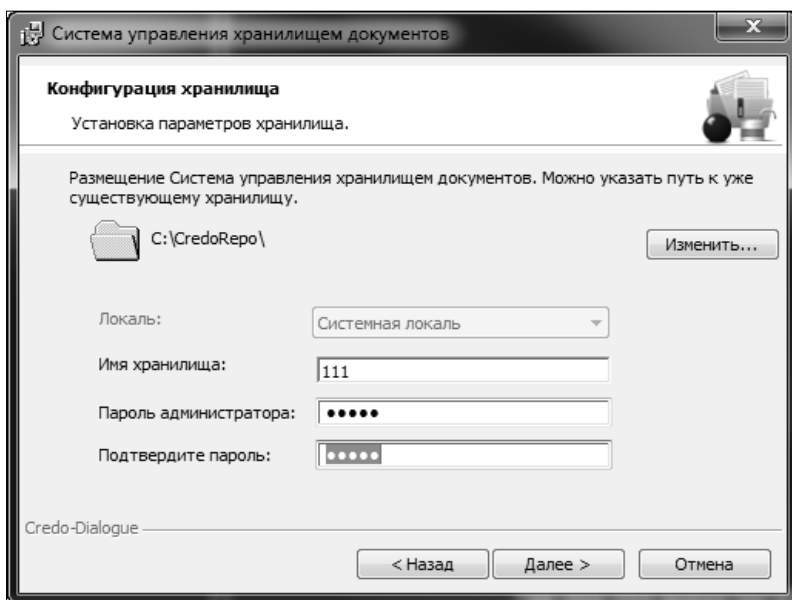 Система управления хранилищем документов
Конфигурация хранилища
Установка параметров хранилища.
Размещение Система управления хранилищем документов. Можно указать путь к уже
существующему хранилищу.
C:\CredoRepo\
Изменить...
Локаль:
Системная локаль
Имя хранилища:
111
Пароль администратора:
•••••
Подтвердите пароль:
•••••
Credo-Dialogue
< Назад
Далее >
Отмена